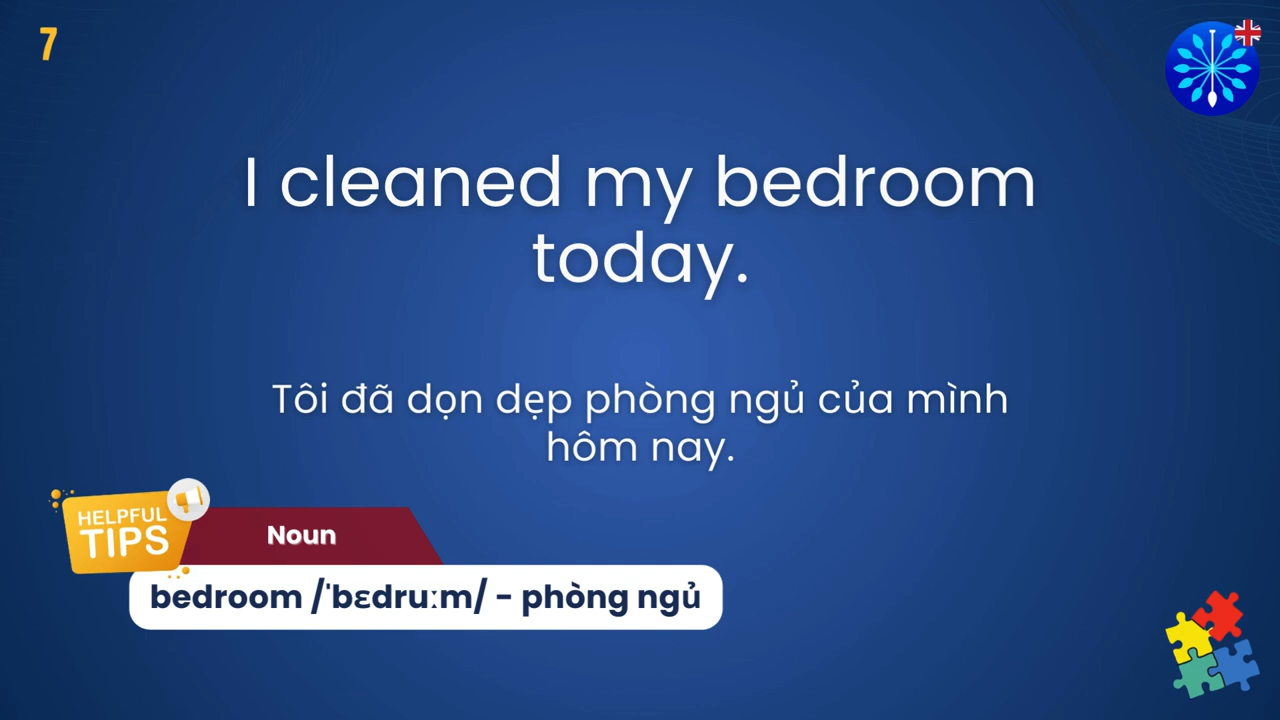 7
I cleaned my bedroom
today.
Tôi đã dọn dẹp phòng ngủ của mình
hôm nay.
HELPFUL
TIPS
Noun
bedroom /ˈbɛdruːm/ - phòng ngủ